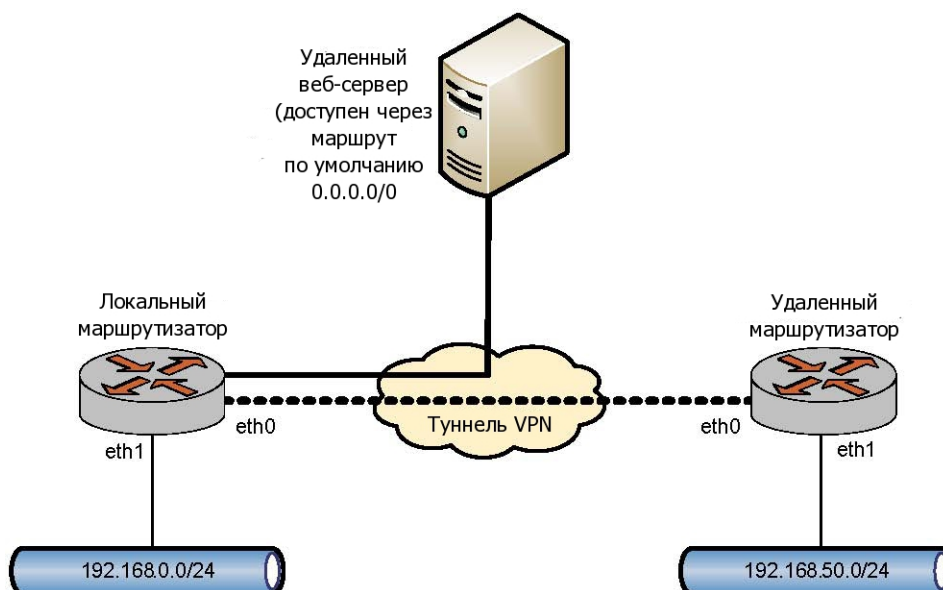 Удаленный
веб-сервер
(доступен через
маршрут
по умолчанию
0.0.0.0/0
Локальный
маршрутизатор
Удаленный
маршрутизатор
eth0
Туннель VPN
eth0
eth1
eth1
192.168.0.0/24
192.168.50.0/24